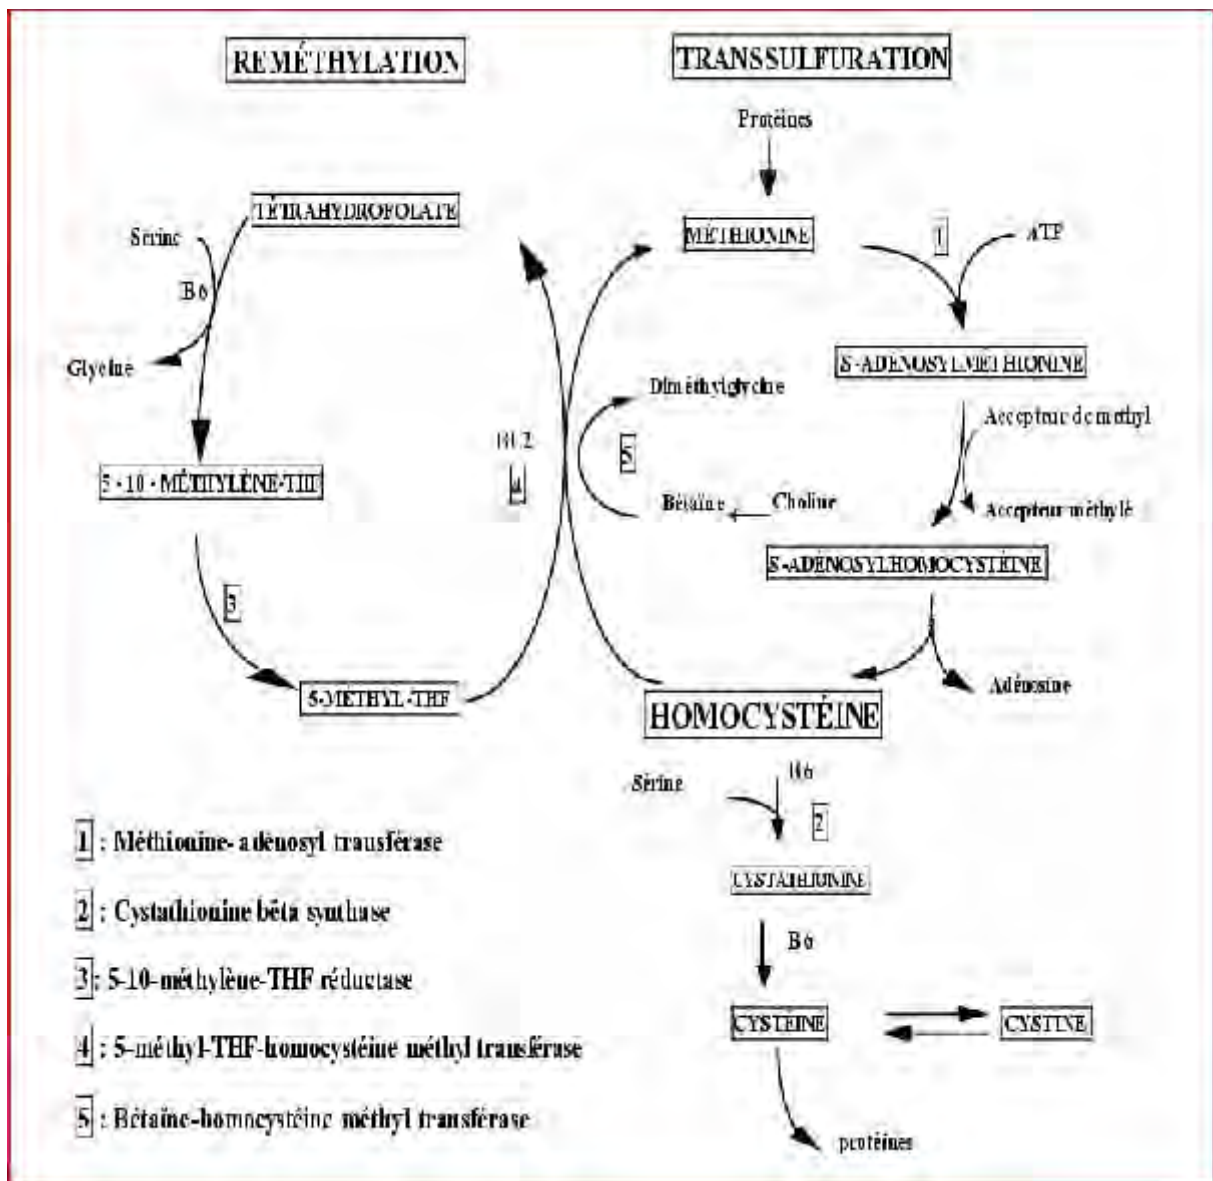 REMÉTHYLATION
TRANSSULFURATION
Protéines
TÉTRAHYDROFOLATE
Sérine
MÉTHIONINE
1
ATP
B6
Glycine
S-ADENOSYLMÉTHIONINE
Diméthylglycine
Accepteur de méthyl
B12
5
4
5-10-MÉTHYLÈNE-THF
Bétaïne
Choline
Accepteur méthylé
S-ADÉNOSYLHOMOCYSTÉINE
3
5-MÉTHYL-THF
Adénosine
HOMOCYSTÉINE
Sérine
B6
2
1 : Méthionine-adénosyl transférase
CYSTATHIONINE
2 : Cystathionine bêta synthase
B6
3: 5-10-méthylène-THF réductase
CYSTÉINE
CYSTINE
4 : 5-méthyl-THF-homocystéine méthyl transférase
5 : Bétaïne-homocystéine méthyl transférase
protéines